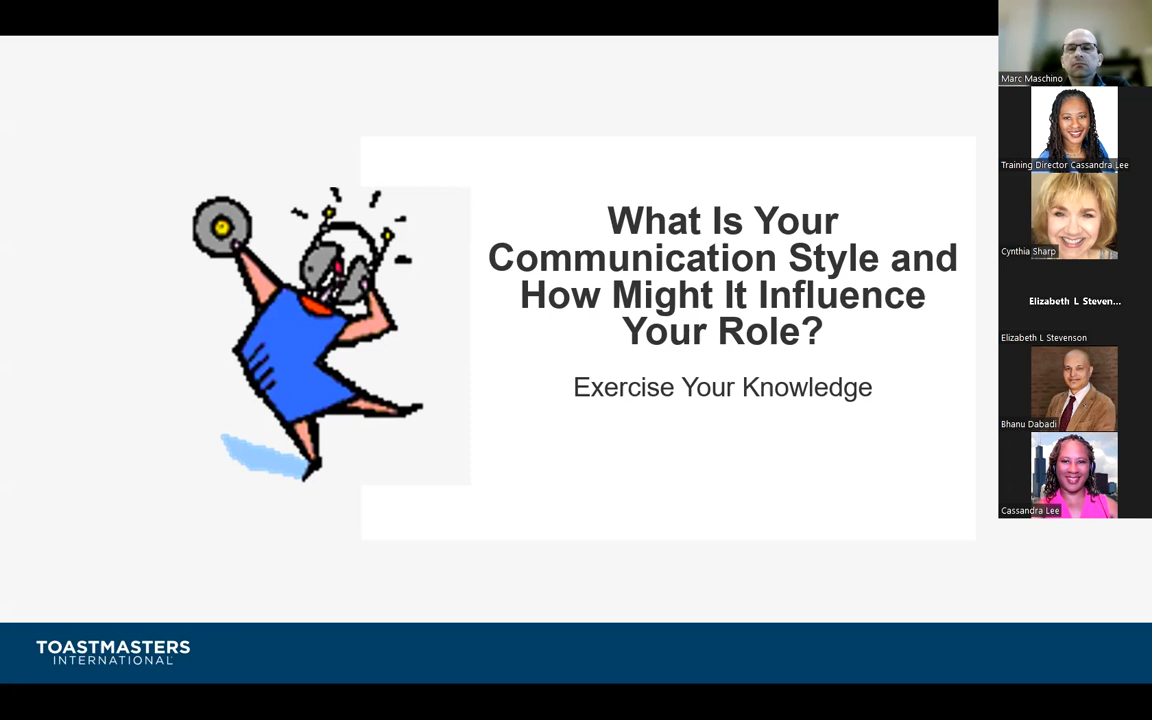 What Is Your
Communication Style and
How Might It Influence
Your Role?
Exercise Your Knowledge
TOASTMASTERS
INTERNATIONAL
Marc Maschino
Training Director Cassandra Lee
Cynthia Sharp
Elizabeth L Steven...
Elizabeth L Stevenson
Bhanu Dabadi
Cassandra Lee